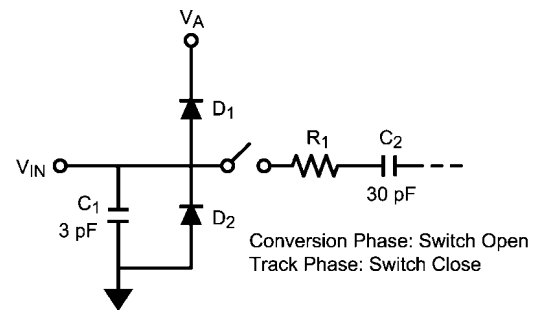 VA
D1
R1
C2
VIN
C1
3 pF
D2
30 pF
Conversion Phase: Switch Open
Track Phase: Switch Close